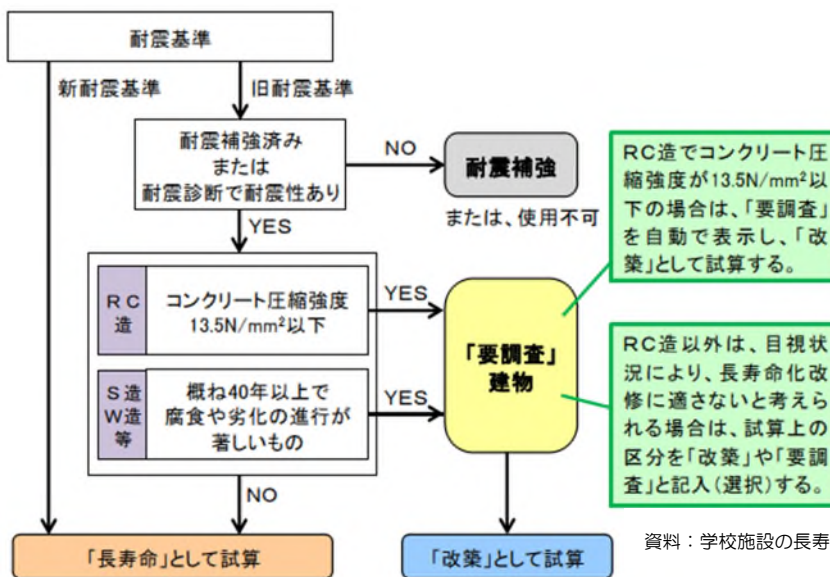 耐震基準
新耐震基準
旧耐震基準
耐震補強済み
または
耐震診断で耐震性あり
NO
耐震補強
または、使用不可
YES
RC
造
コンクリート圧縮強度
13.5N/mm²以下
YES
S造
W造
等
概ね40年以上で
腐食や劣化の進行が
著しいもの
YES
「要調査」
建物
NO
「長寿命」として試算
「改築」として試算
RC造でコンクリート圧
縮強度が13.5N/mm²以
下の場合は、「要調査」
を自動で表示し、「改
築」として試算する。
RC造以外は、目視状
況により、長寿命化改
修に適さないと考えら
れる場合は、試算上の
区分を「改築」や「要調
査」と記入(選択)する。
資料：学校施設の長寿